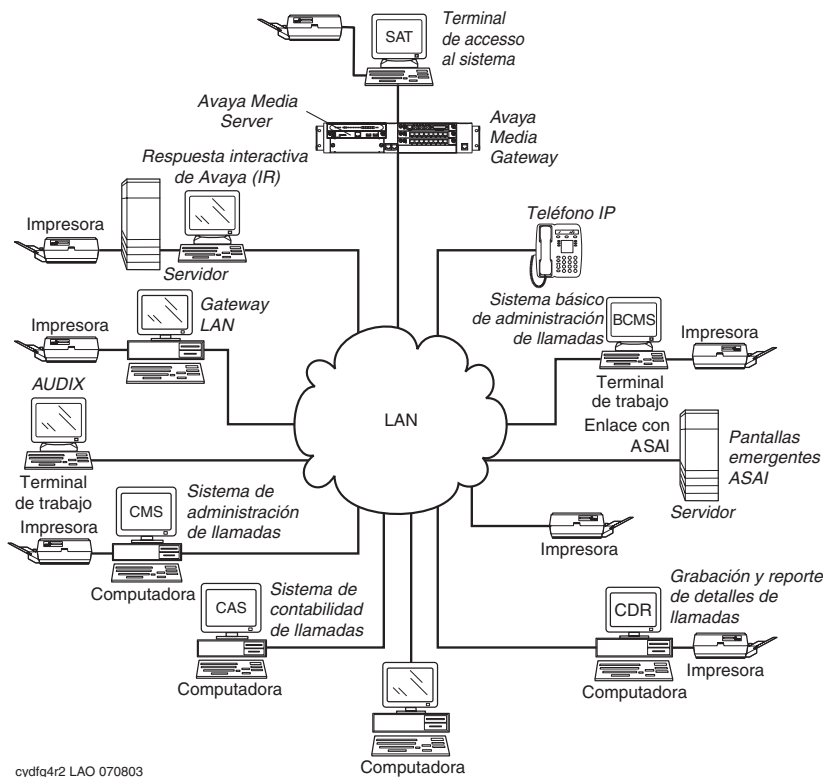 SAT
Terminal
de accesso
al sistema
Avaya Media
Server
Avaya
Media
Gateway
Respuesta interactiva
de Avaya (IR)
Impresora
Servidor
Teléfono IP
Gateway
LAN
Impresora
Sistema básico
de administración
de llamadas
BCMS
Impresora
Terminal
de trabajo
AUDIX
Terminal
de trabajo
LAN
Enlace con
ASAI
Pantallas
emergentes
ASAI
Servidor
Sistema de
administración
de llamadas
CMS
Impresora
Computadora
Impresora
Sistema de
contabilidad
de llamadas
CAS
Computadora
Grabación y reporte
de detalles de
llamadas
CDR
Impresora
Computadora
Computadora
cydfg4r2 LAO 070803